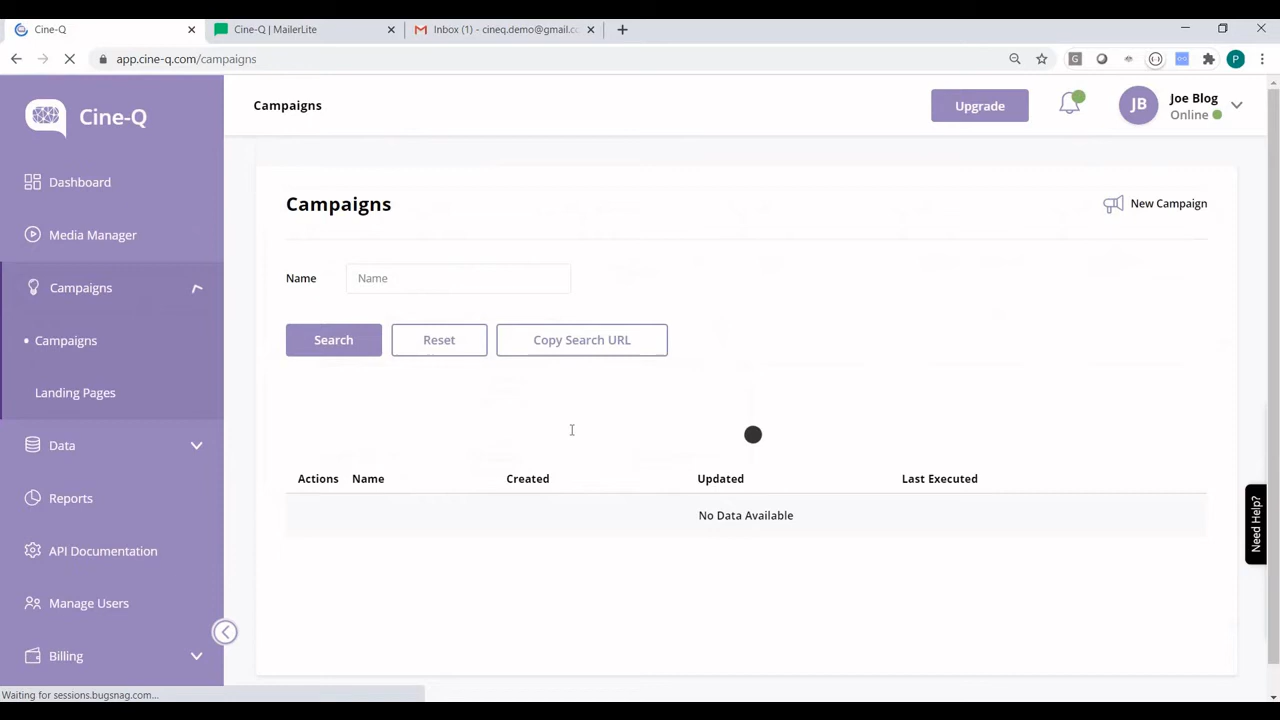 Cine-Q
Cine-Q | MailerLite
Inbox (1) - cineq.demo@gmail.cc
app.cine-q.com/campaigns
G
P
Cine-Q
Campaigns
Upgrade
JB
Joe Blog
Online
Dashboard
Media Manager
Campaigns
Campaigns
Landing Pages
Data
Reports
API Documentation
Manage Users
Billing
Campaigns
New Campaign
Name
Name
Search
Reset
Copy Search URL
Actions Name Created Updated Last Executed
No Data Available
Need Help?
Waiting for sessions.bugsnag.com...